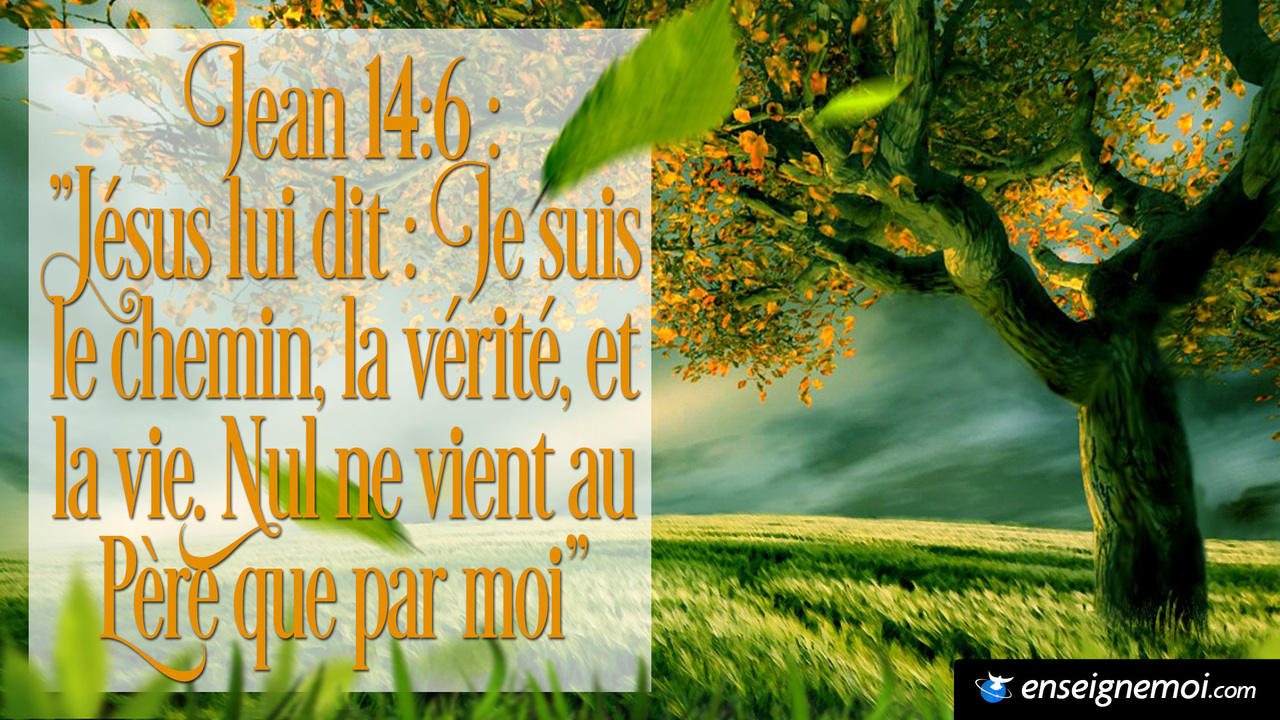 Jean 14:6 :
"Jésus lui dit : Je suis
le chemin, la vérité, et
la vie. Nul ne vient au
Père que par moi"
enseignemoi.com